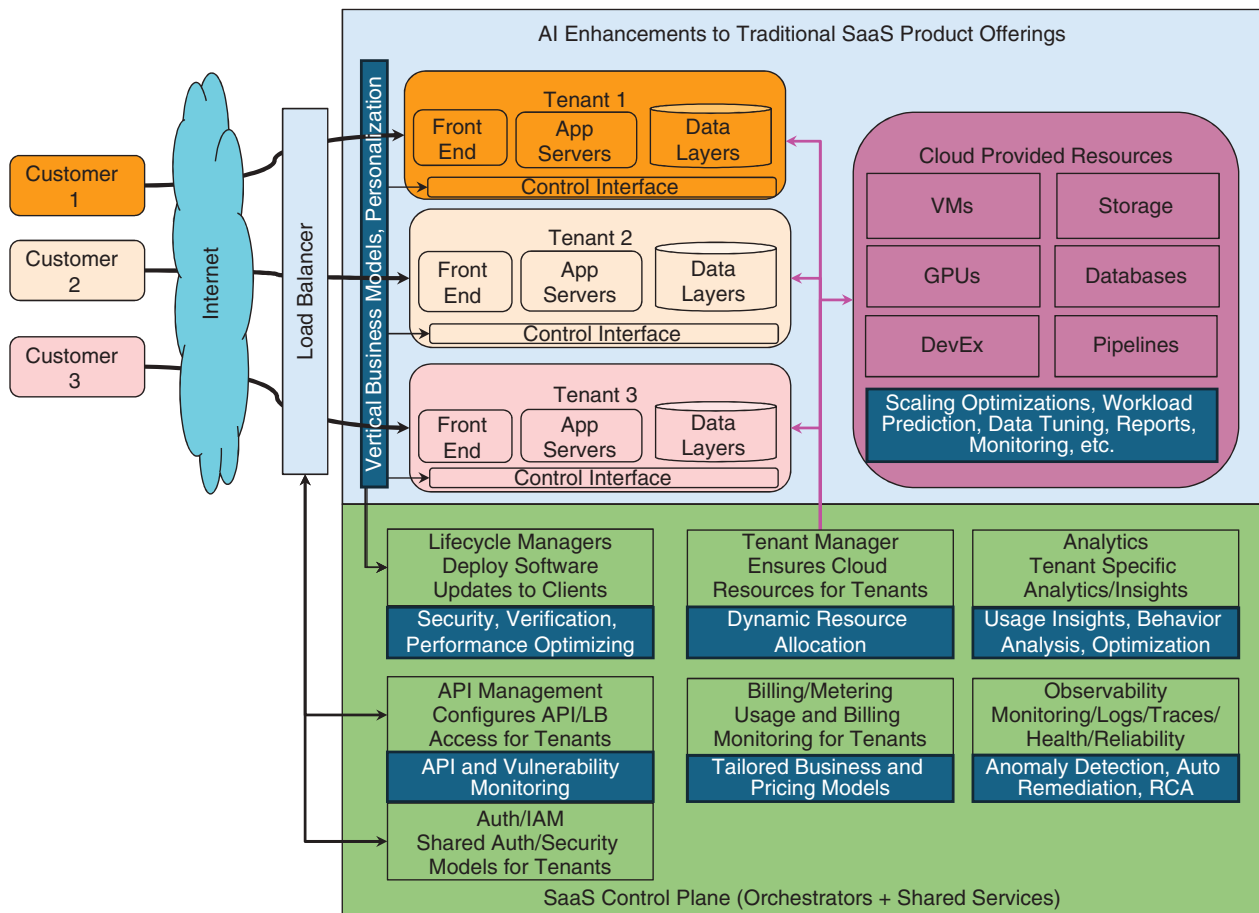 AI Enhancements to Traditional SaaS Product Offerings
Customer
1
Customer
2
Customer
3
Internet
Load Balancer
Vertical Business Models, Personalization
Tenant 1
Front
End
App
Servers
Data
Layers
Control Interface
Tenant 2
Front
End
App
Servers
Data
Layers
Control Interface
Tenant 3
Front
End
App
Servers
Data
Layers
Control Interface
Cloud Provided Resources
VMs
Storage
GPUs
Databases
DevEx
Pipelines
Scaling Optimizations, Workload
Prediction, Data Tuning, Reports,
Monitoring, etc.
Lifecycle Managers
Deploy Software
Updates to Clients
Security, Verification,
Performance Optimizing
Tenant Manager
Ensures Cloud
Resources for Tenants
Dynamic Resource
Allocation
Analytics
Tenant Specific
Analytics/Insights
Usage Insights, Behavior
Analysis, Optimization
API Management
Configures API/LB
Access for Tenants
API and Vulnerability
Monitoring
Billing/Metering
Usage and Billing
Monitoring for Tenants
Tailored Business and
Pricing Models
Observability
Monitoring/Logs/Traces/
Health/Reliability
Anomaly Detection, Auto
Remediation, RCA
Auth/IAM
Shared Auth/Security
Models for Tenants
SaaS Control Plane (Orchestrators + Shared Services)